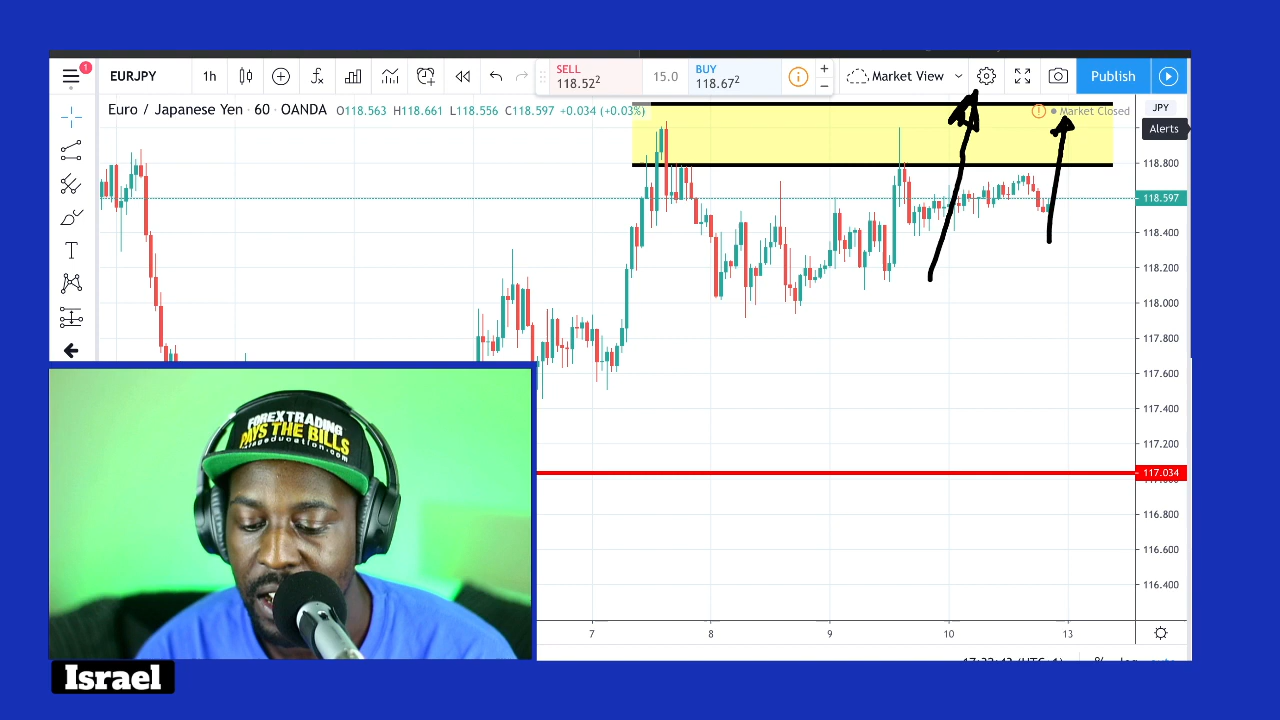 1
EURJPY
1h
SELL
118.52²
15.0
BUY
118.67²
Market View
Publish
Euro / Japanese Yen · 60 · OANDA O118.563 H118.661 L118.556 C118.597 +0.034 (+0.03%)
Market Closed
JPY
Alerts
118.800
118.597
118.400
118.200
118.000
117.800
117.600
117.400
117.200
117.034
116.800
116.600
116.400
7 8 9 10 13
FOREX TRADING
PAYS THE BILLS
Israel